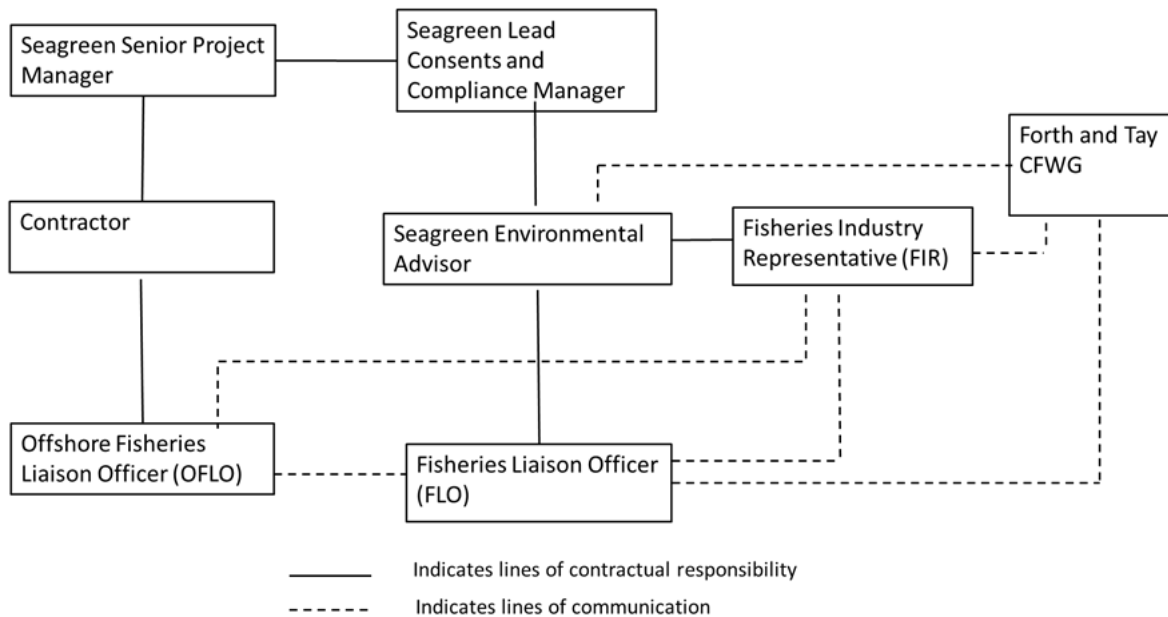 Seagreen Senior Project
Manager
Seagreen Lead
Consents and
Compliance Manager
Forth and Tay
CFWG
Contractor
Seagreen Environmental
Advisor
Fisheries Industry
Representative (FIR)
Offshore Fisheries
Liaison Officer (OFLO)
Fisheries Liaison Officer
(FLO)
Indicates lines of contractual responsibility
Indicates lines of communication